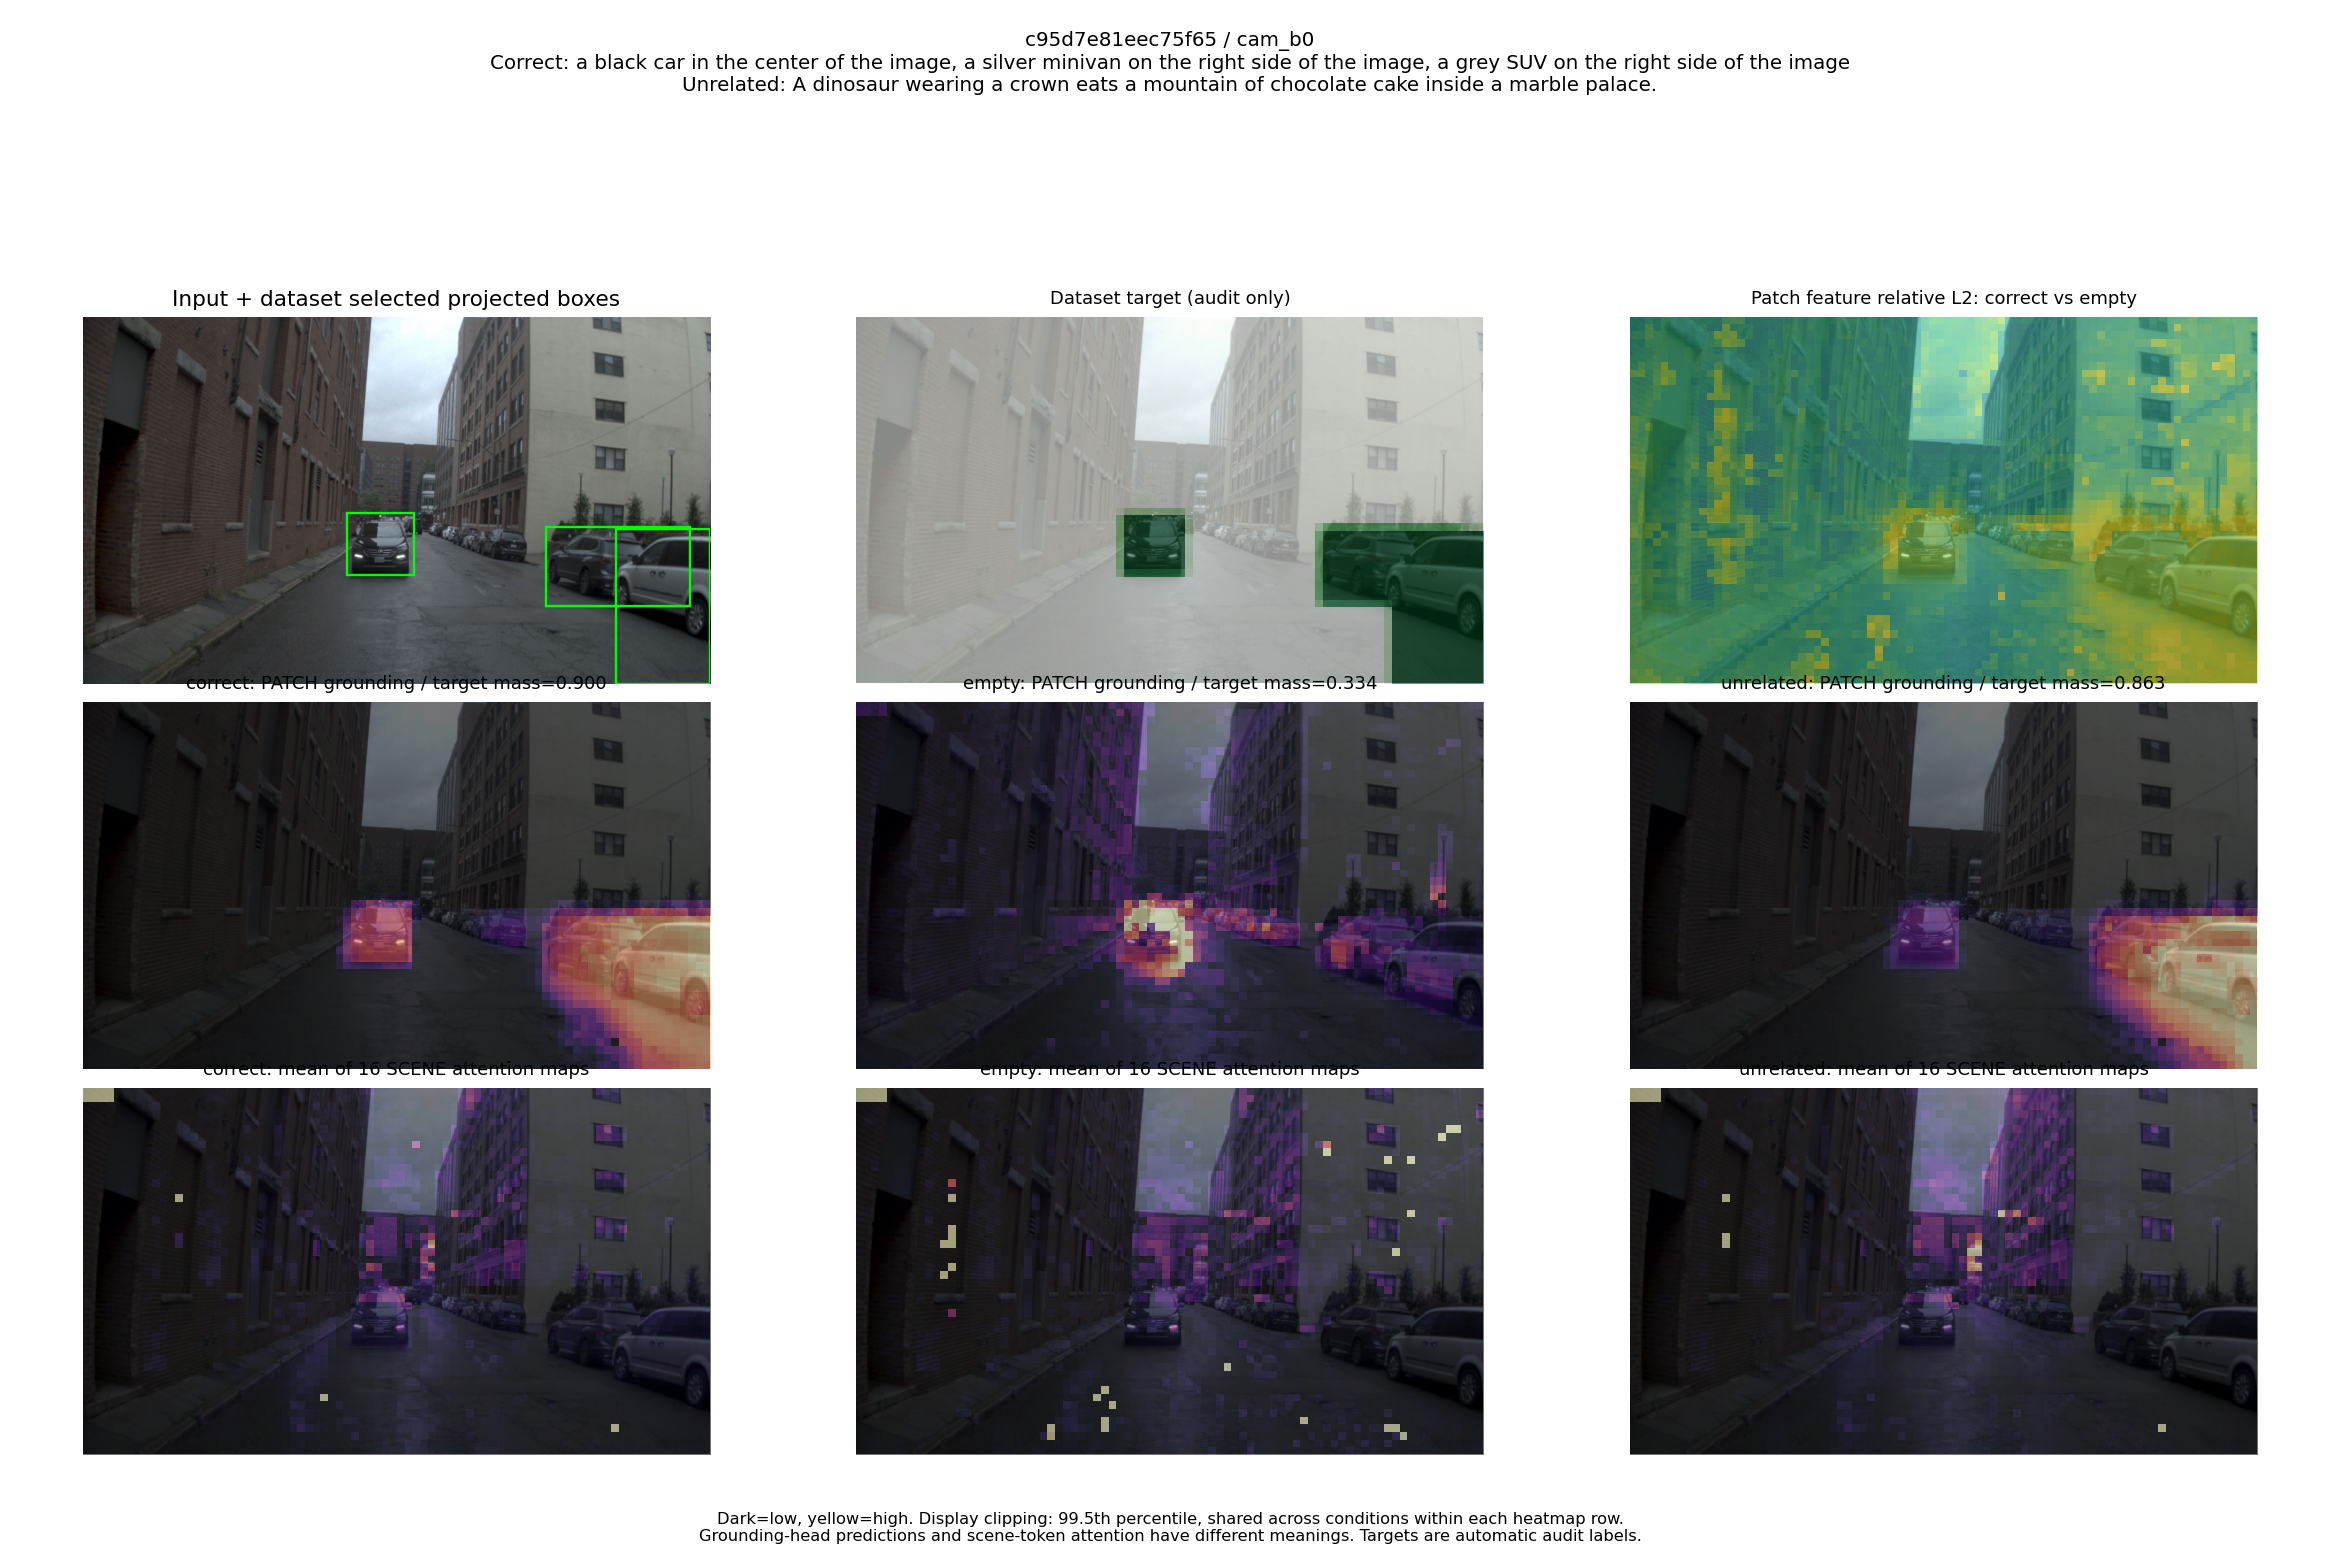 c95d7e81eec75f65 / cam_b0
Correct: a black car in the center of the image, a silver minivan on the right side of the image, a grey SUV on the right side of the image
Unrelated: A dinosaur wearing a crown eats a mountain of chocolate cake inside a marble palace.
Input + dataset selected projected boxes
Dataset target (audit only)
Patch feature relative L2: correct vs empty
correct: PATCH grounding / target mass=0.900
empty: PATCH grounding / target mass=0.334
unrelated: PATCH grounding / target mass=0.863
correct: mean of 16 SCENE attention maps
empty: mean of 16 SCENE attention maps
unrelated: mean of 16 SCENE attention maps
Dark=low, yellow=high. Display clipping: 99.5th percentile, shared across conditions within each heatmap row.
Grounding-head predictions and scene-token attention have different meanings. Targets are automatic audit labels.